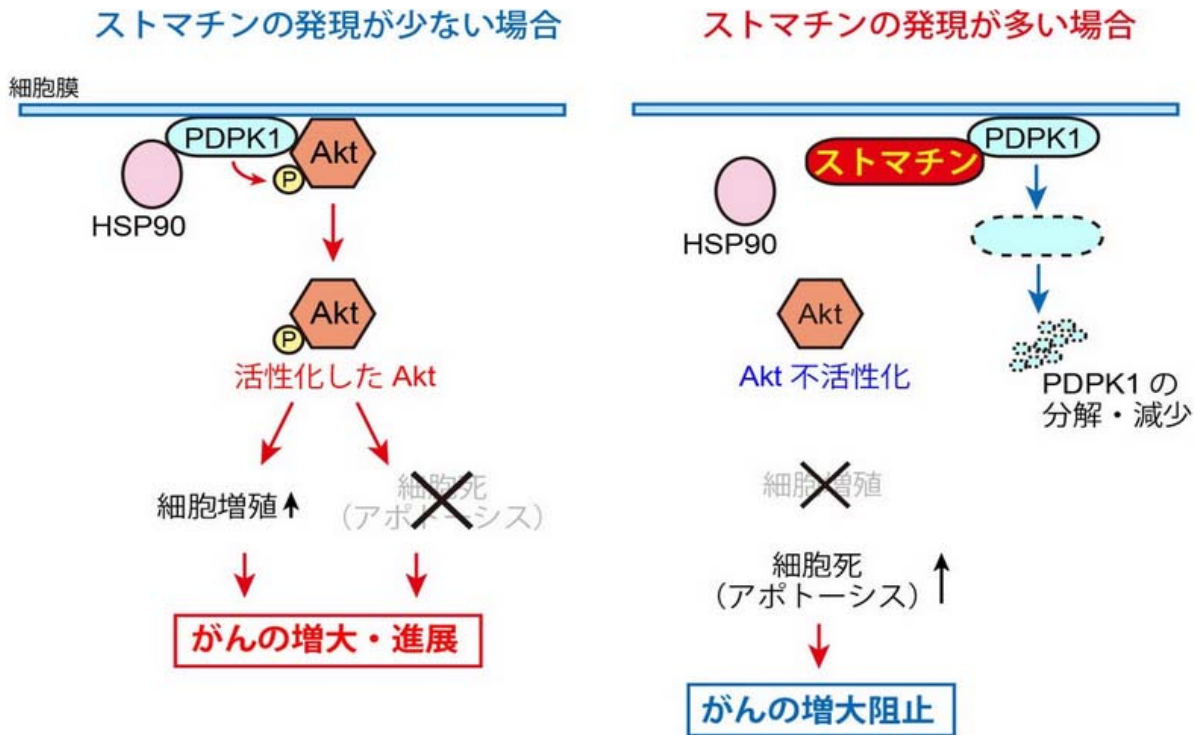 ストマチンの発現が少ない場合
細胞膜
PDPK1
Akt
P
HSP90
Akt
P
活性化した Akt
細胞増殖
細胞死
（アポトーシス）
がんの増大・進展
ストマチンの発現が多い場合
PDPK1
ストマチン
HSP90
Akt
Akt 不活性化
PDPK1 の
分解・減少
細胞増殖
細胞死
（アポトーシス）
がんの増大阻止